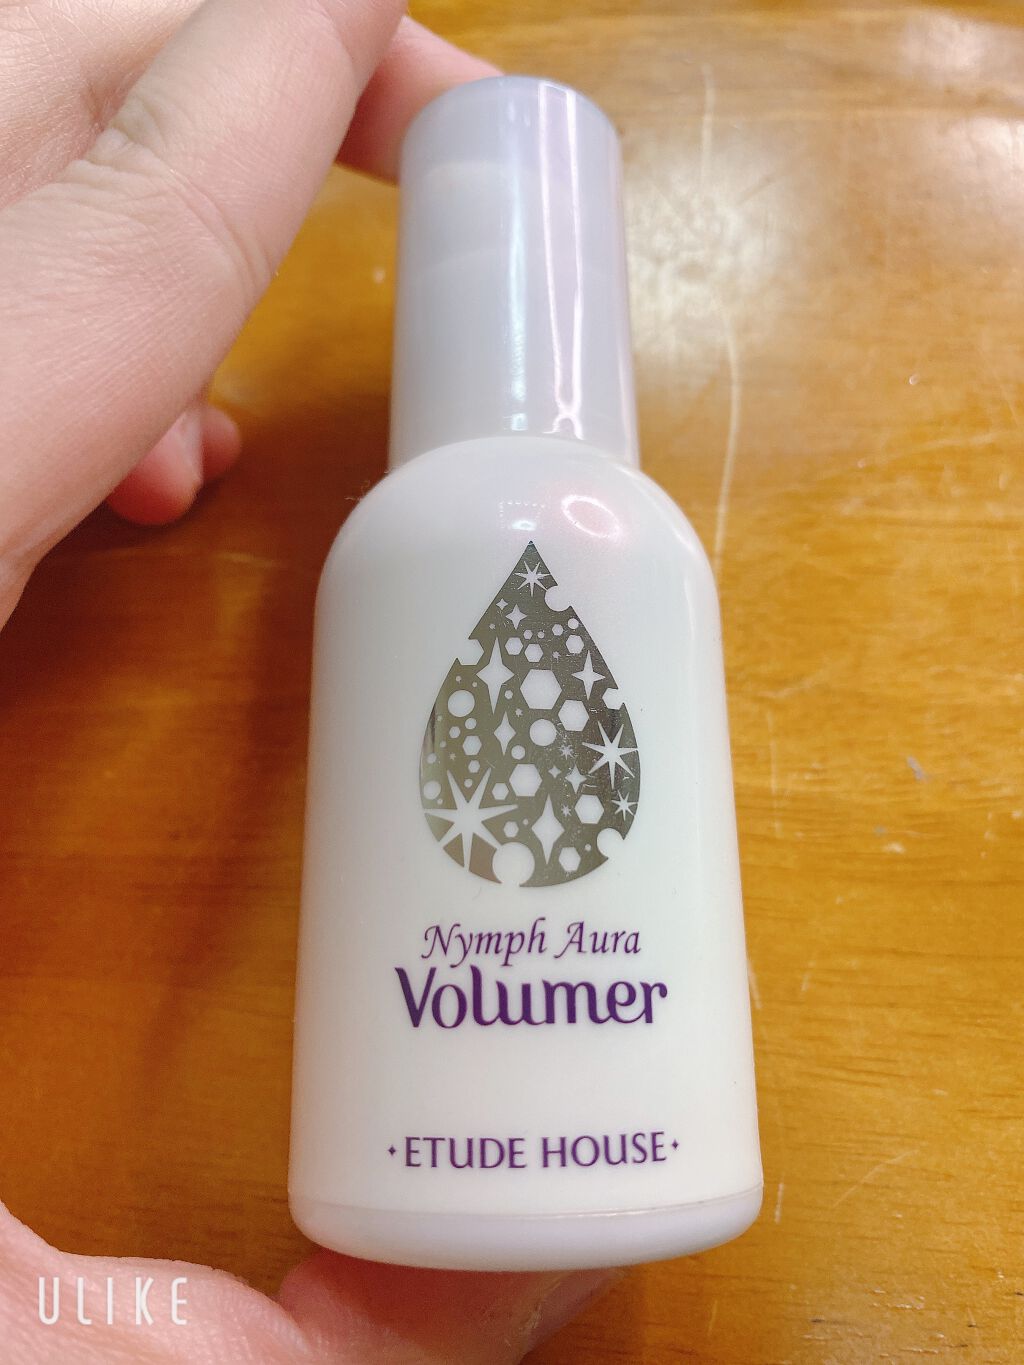 Nymph Aura
Volumer
·ETUDE HOUSE·
ULIKE